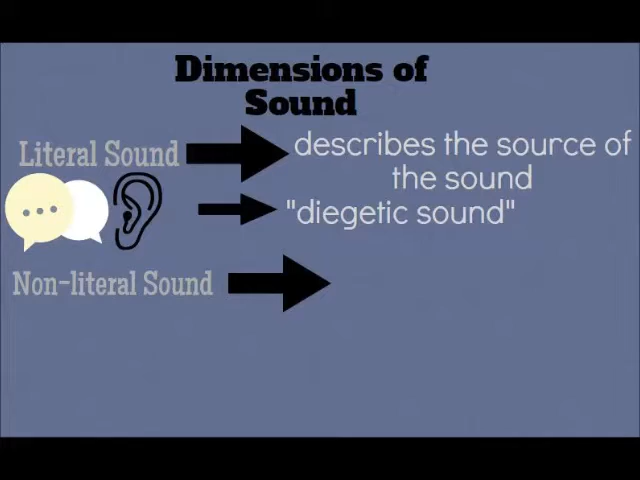 Dimensions of
Sound
Literal Sound
describes the source of
the sound
"diegetic sound"
Non-literal Sound